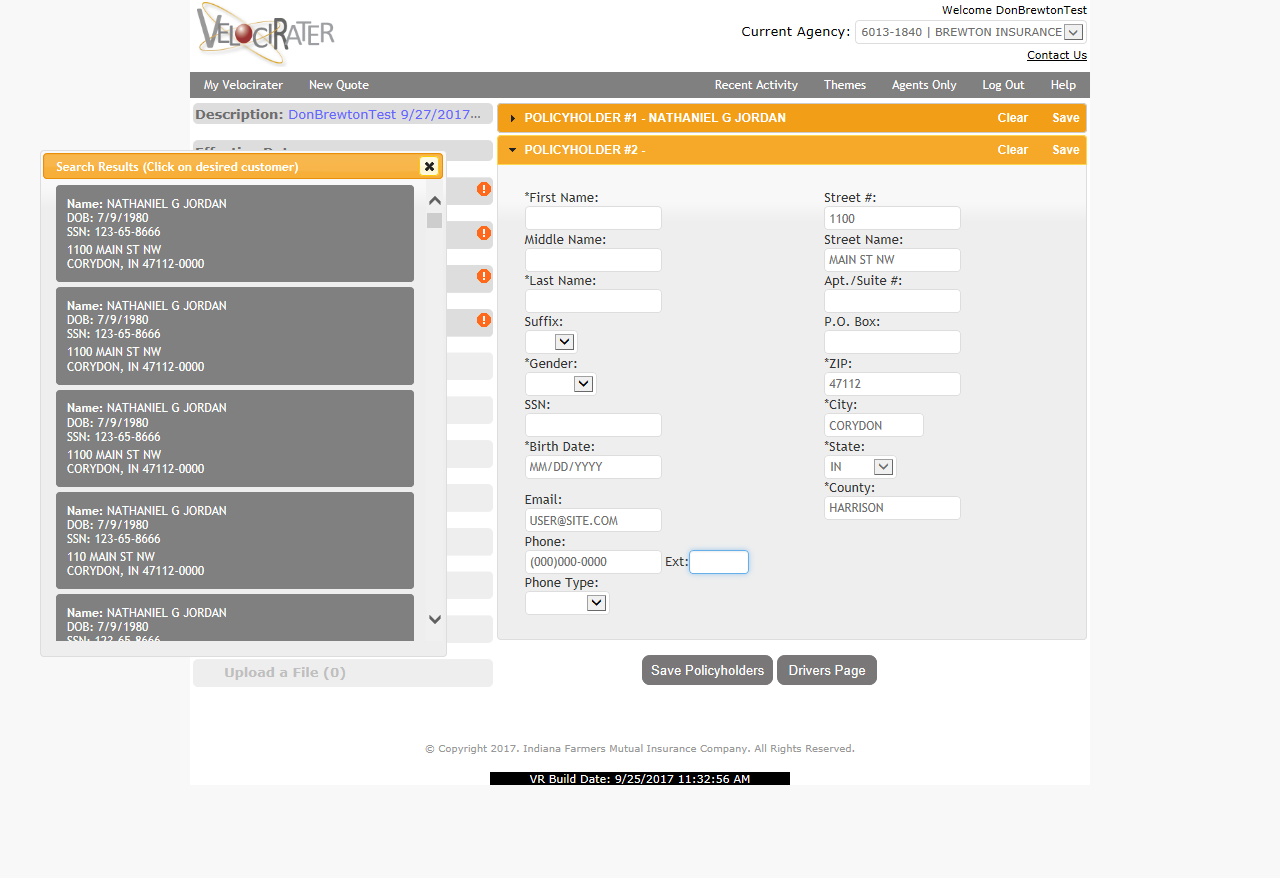 VELOCIRATER
Welcome DonBrewtonTest
Current Agency: 6013-1840 | BREWTON INSURANCE
Contact Us
My Velocirater New Quote Recent Activity Themes Agents Only Log Out Help
Description: DonBrewtonTest 9/27/2017...
POLICYHOLDER #1 - NATHANIEL G JORDAN Clear Save
POLICYHOLDER #2 - Clear Save
Search Results (Click on desired customer)
Name: NATHANIEL G JORDAN
DOB: 7/9/1980
SSN: 123-65-8666
1100 MAIN ST NW
CORYDON, IN 47112-0000
Name: NATHANIEL G JORDAN
DOB: 7/9/1980
SSN: 123-65-8666
1100 MAIN ST NW
CORYDON, IN 47112-0000
Name: NATHANIEL G JORDAN
DOB: 7/9/1980
SSN: 123-65-8666
1100 MAIN ST NW
CORYDON, IN 47112-0000
Name: NATHANIEL G JORDAN
DOB: 7/9/1980
SSN: 123-65-8666
110 MAIN ST NW
CORYDON, IN 47112-0000
Name: NATHANIEL G JORDAN
DOB: 7/9/1980
SSN: 123-65-8666
*First Name:
Middle Name:
*Last Name:
Suffix:
*Gender:
SSN:
*Birth Date:
MM/DD/YYYY
Email:
USER@SITE.COM
Phone:
(000)000-0000 Ext:
Phone Type:
Street #:
1100
Street Name:
MAIN ST NW
Apt./Suite #:
P.O. Box:
*ZIP:
47112
*City:
CORYDON
*State:
IN
*County:
HARRISON
Upload a File (0)
Save Policyholders Drivers Page
© Copyright 2017. Indiana Farmers Mutual Insurance Company. All Rights Reserved.
VR Build Date: 9/25/2017 11:32:56 AM